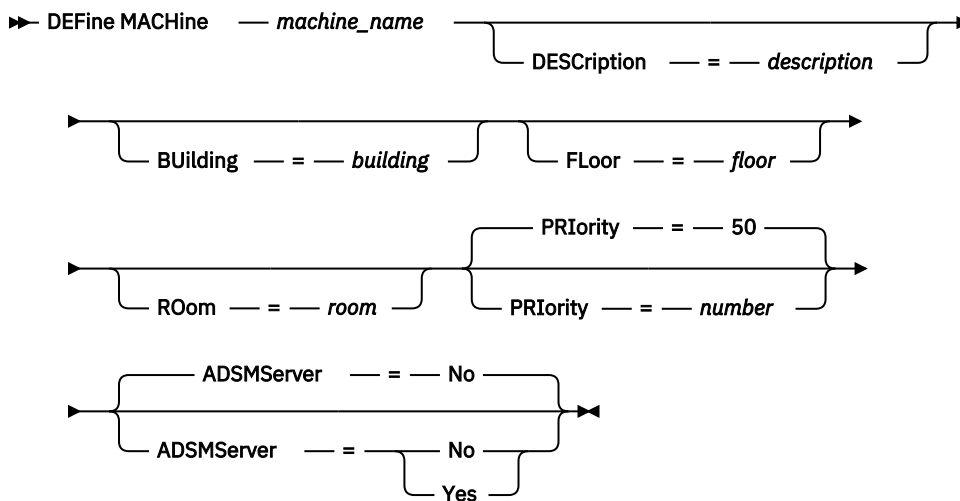 DEFine MACHine machine_name
DESCription = description
BUilding = building FLoor = floor
PRIority = 50
ROom = room PRIority = number
ADSMServer = No
ADSMServer = No
Yes